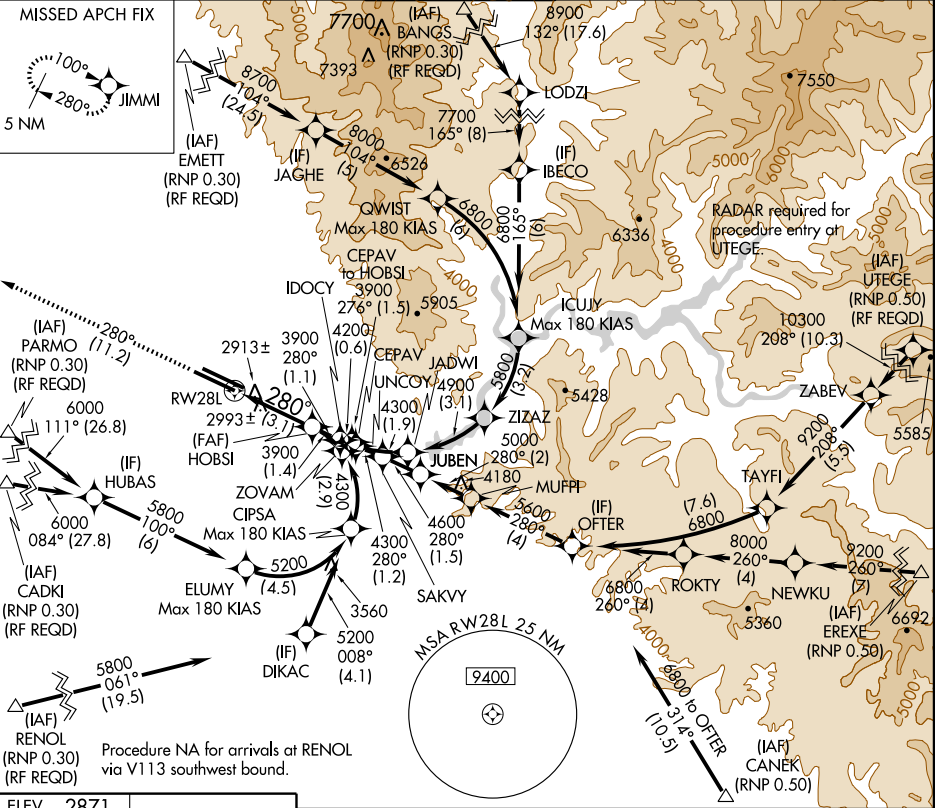 MISSED APCH FIX
100°
280°
JIMMI
5 NM
7700
(IAF)
BANGS
(RNP 0.30)
(RF REQD)
7393
8900
132° (17.6)
LODZI
7550
8700
104°
(24.5)
(IAF)
EMETT
(RNP 0.30)
(RF REQD)
(IF)
JAGHE
8000
104°
(5)
6526
7700
165° (8)
(IF)
IBECO
5000
6000
QWIST
Max 180 KIAS
6800
(6)
6800
165°
(6)
6336
4000
RADAR required for
procedure entry at
UTEGE.
5000
(IAF)
UTEGE
(RNP 0.50)
(RF REQD)
4000
CEPAV
to HOBSI
3900
276° (1.5)
IDOCY
5905
ICUJY
Max 180 KIAS
10300
208° (10.3)
280°
(11.2)
(IAF)
PARMO
(RNP 0.30)
(RF REQD)
2913±
3900
280°
(1.1)
4200
(0.6)
CEPAV
UNCOY
JADWI
4900
(3.1)
5800
(3.2)
ZIZAZ
5428
ZABEV
5585
RW28L
280°
2993±
(3.1)
4300
(1.9)
6000
111° (26.8)
(FAF)
HOBSI
3900
(1.4)
JUBEN
5000
280° (2)
4180
MUFPI
9200
208°
(5.5)
TAYFI
(IF)
HUBAS
ZOVAM
4300
(2.9)
CIPSA
Max 180 KIAS
5600
280°
(4)
(IF)
OFTER
(7.6)
6800
6000
084° (27.8)
5800
100°
(6)
4300
280°
(1.2)
4600
280°
(1.5)
SAKVY
8000
260°
(4)
9200
260°
(7)
(IAF)
CADKI
(RNP 0.30)
(RF REQD)
5200
(4.5)
ELUMY
Max 180 KIAS
3560
6800
260° (4)
ROKTY
NEWKU
5360
(IAF)
EREXE
(RNP 0.50)
6692
(IF)
DIKAC
5200
008°
(4.1)
MSA RW28L 25 NM
9400
4000
5000
5800
061°
(19.5)
(IAF)
RENOL
(RNP 0.30)
(RF REQD)
Procedure NA for arrivals at RENOL
via V113 southwest bound.
6800 to OFTER
314°
(10.5)
(IAF)
CANEK
(RNP 0.50)
ELEV 2871